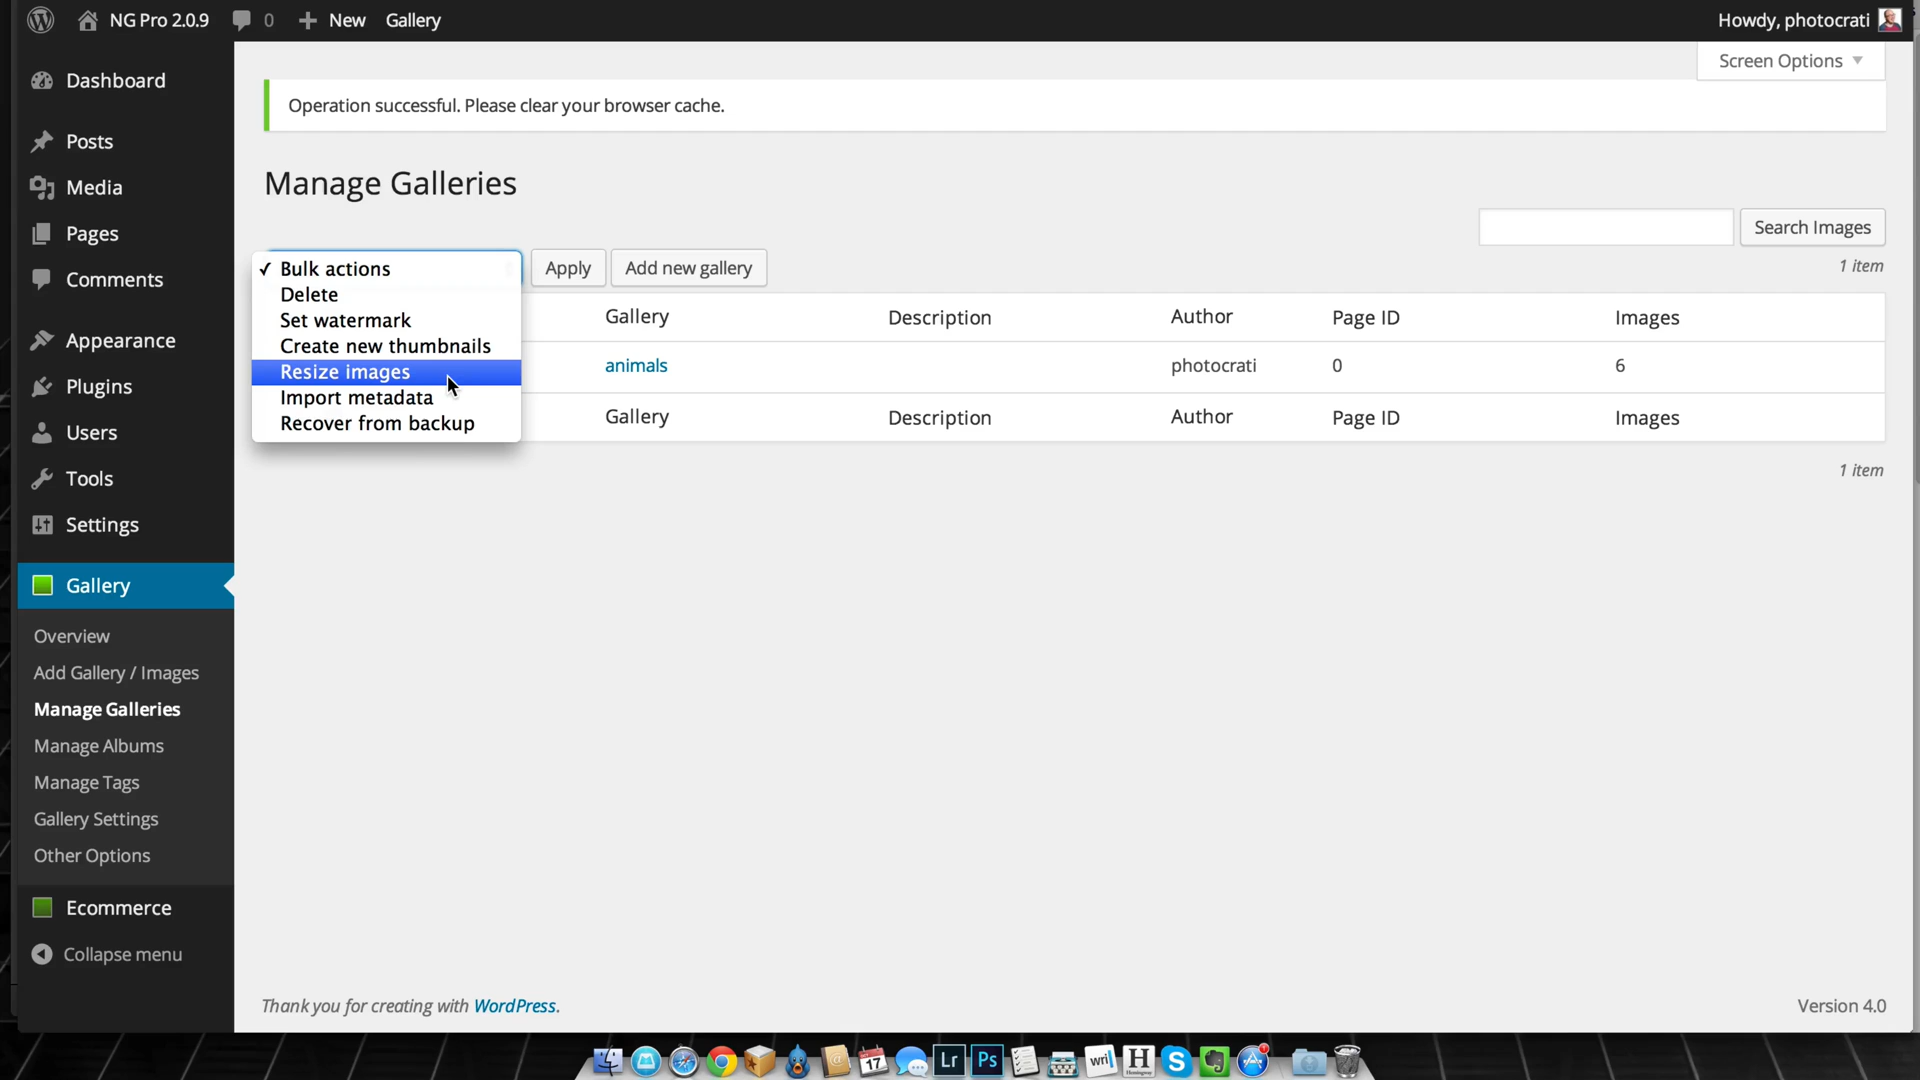 NG Pro 2.0.9 0 New Gallery Howdy, photocrati
Screen Options
Operation successful. Please clear your browser cache.
Manage Galleries
Search Images
Bulk actions
Delete
Set watermark
Create new thumbnails
Resize images
Import metadata
Recover from backup
Apply Add new gallery
1 item
Gallery Description Author Page ID Images
animals photocrati 0 6
Gallery Description Author Page ID Images
1 item
Dashboard
Posts
Media
Pages
Comments
Appearance
Plugins
Users
Tools
Settings
Gallery
Overview
Add Gallery / Images
Manage Galleries
Manage Albums
Manage Tags
Gallery Settings
Other Options
Ecommerce
Collapse menu
Thank you for creating with WordPress. Version 4.0
17 Lr Ps wri H S